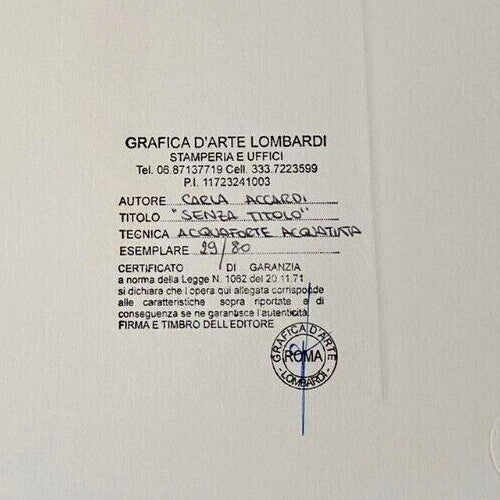 GRAFICA D'ARTE LOMBARDI
STAMPERIA E UFFICI
Tel. 06.87137719 Cell. 333.7223599
P.I. 11723241003
AUTORE CARLA ACCARDI
TITOLO "SENZA TITOLO"
TECNICA ACQUAFORTE ACQUATINTA
ESEMPLARE 29/80
CERTIFICATO DI GARANZIA
a norma della Legge N. 1062 del 20.11.71
si dichiara che l'opera qui allegata corrisponde
alle caratteristiche sopra riportate e di
conseguenza se ne garantisce l'autenticità
FIRMA E TIMBRO DELL'EDITORE
GRAFICA D'ARTE
ROMA
- LOMBARDI -